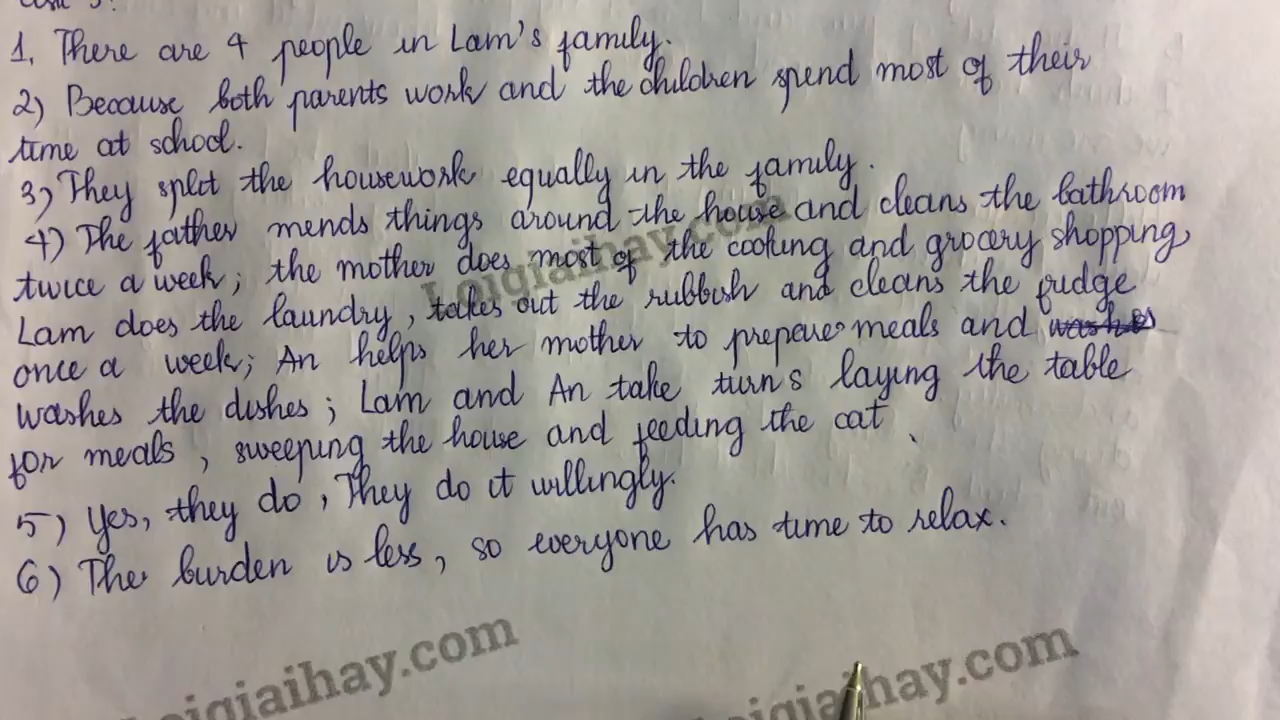 1. There are 4 people in Lam's family.
2) Because both parents work and the children spend most of their
time at school.
3) They split the housework equally in the family.
4) The father mends things around the house and cleans the bathroom
twice a week; the mother does most of the cooking and grocery shopping,
Lam does the laundry, takes out the rubbish and cleans the fridge
once a week; An helps her mother to prepare meals and washes
washes the dishes; Lam and An take turns laying the table
for meals, sweeping the house and feeding the cat.
5) Yes, they do, They do it willingly.
6) The burden is less, so everyone has time to relax.
Loigiaihay.com
Loigiaihay.com
Loigiaihay.com